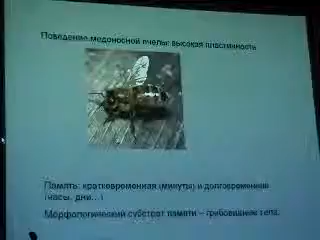 Поведение медоносной пчелы: высокая пластичность
Память: кратковременная (минуты) и долговременная
(часы, дни...)
Морфологический субстрат памяти – грибовидные тела.